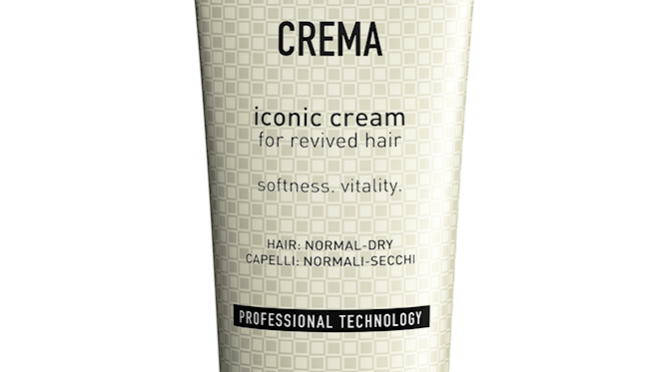 CREMA
iconic cream
for revived hair
softness. vitality.
HAIR: NORMAL-DRY
CAPELLI: NORMALI-SECCHI
PROFESSIONAL TECHNOLOGY